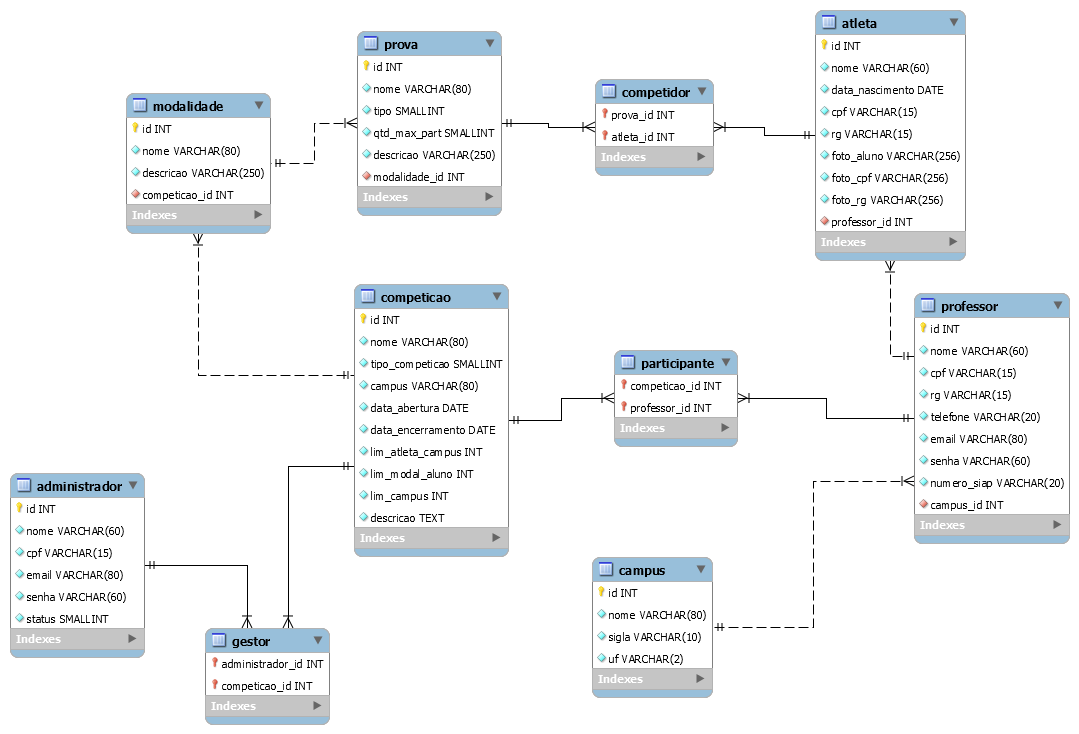 prova
id INT
nome VARCHAR(80)
tipo SMALLINT
qtd_max_part SMALLINT
descricao VARCHAR(250)
modalidade_id INT
Indexes
atleta
id INT
nome VARCHAR(60)
data_nascimento DATE
cpf VARCHAR(15)
rg VARCHAR(15)
foto_aluno VARCHAR(256)
foto_cpf VARCHAR(256)
foto_rg VARCHAR(256)
professor_id INT
Indexes
modalidade
id INT
nome VARCHAR(80)
descricao VARCHAR(250)
competicao_id INT
Indexes
competidor
prova_id INT
atleta_id INT
Indexes
competicao
id INT
nome VARCHAR(80)
tipo_competicao SMALLINT
campus VARCHAR(80)
data_abertura DATE
data_encerramento DATE
lim_atleta_campus INT
lim_modal_aluno INT
lim_campus INT
descricao TEXT
Indexes
participante
competicao_id INT
professor_id INT
Indexes
professor
id INT
nome VARCHAR(60)
cpf VARCHAR(15)
rg VARCHAR(15)
telefone VARCHAR(20)
email VARCHAR(80)
senha VARCHAR(60)
numero_siap VARCHAR(20)
campus_id INT
Indexes
administrador
id INT
nome VARCHAR(60)
cpf VARCHAR(15)
email VARCHAR(80)
senha VARCHAR(60)
status SMALLINT
Indexes
campus
id INT
nome VARCHAR(80)
sigla VARCHAR(10)
uf VARCHAR(2)
Indexes
gestor
administrador_id INT
competicao_id INT
Indexes